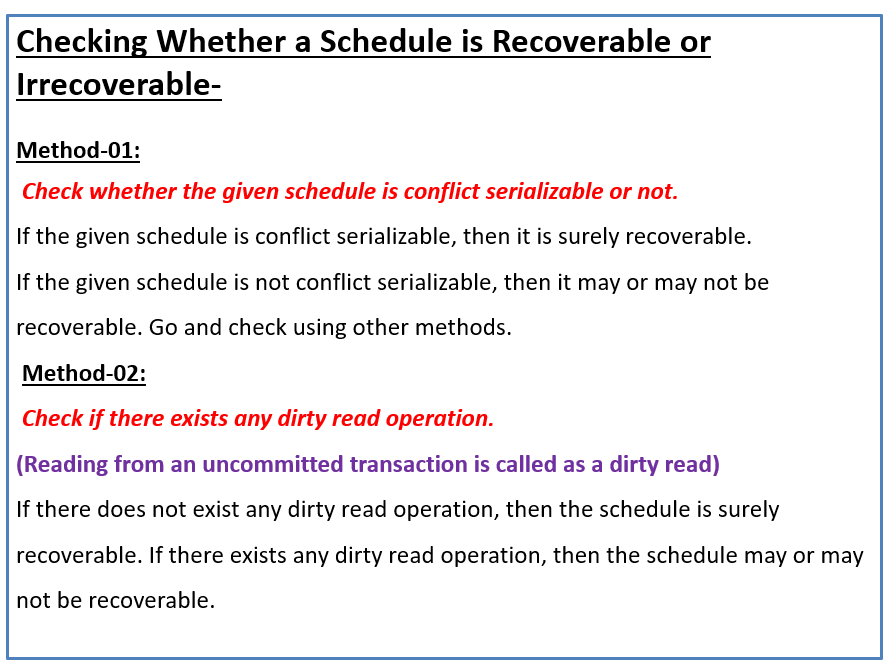 Checking Whether a Schedule is Recoverable or
Irrecoverable-
Method-01:
Check whether the given schedule is conflict serializable or not.
If the given schedule is conflict serializable, then it is surely recoverable.
If the given schedule is not conflict serializable, then it may or may not be
recoverable. Go and check using other methods.
Method-02:
Check if there exists any dirty read operation.
(Reading from an uncommitted transaction is called as a dirty read)
If there does not exist any dirty read operation, then the schedule is surely
recoverable. If there exists any dirty read operation, then the schedule may or may
not be recoverable.